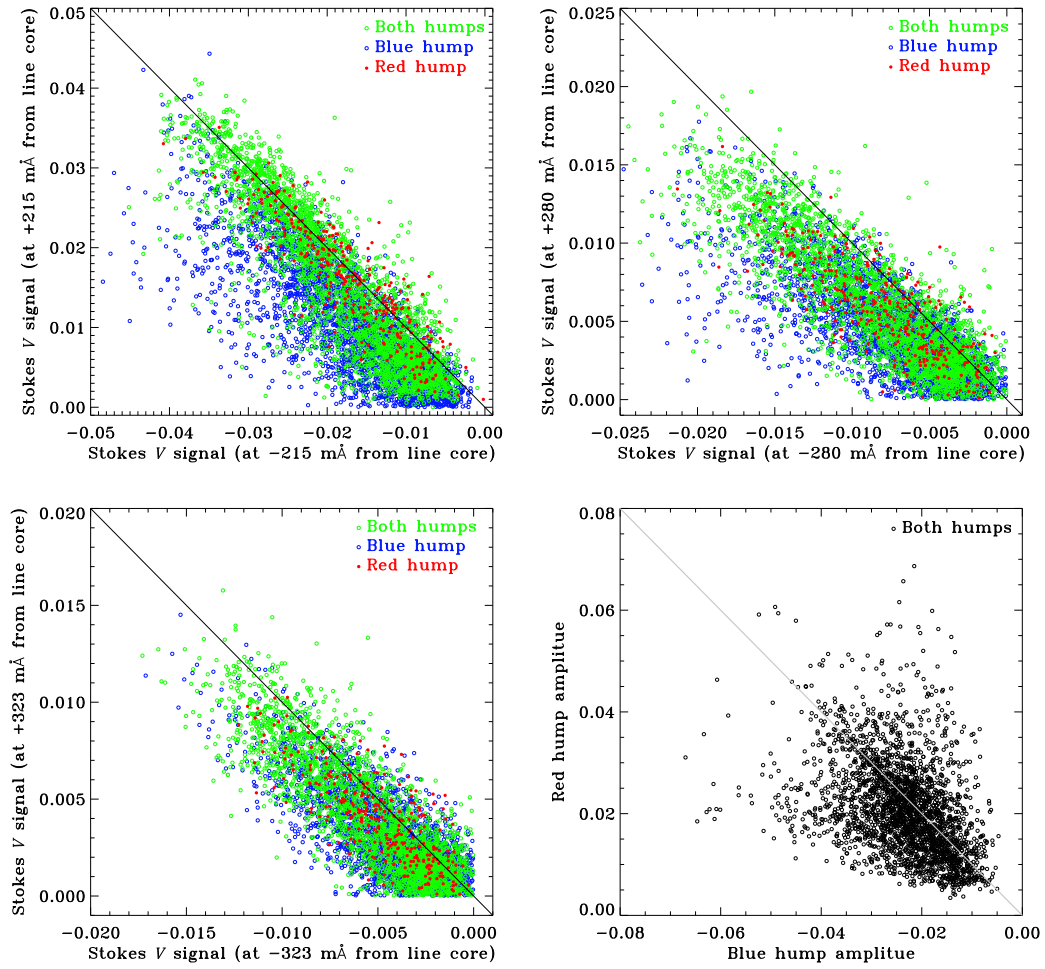 0.05
0.04
0.03
0.02
0.01
0.00
Stokes V signal (at +215 mÅ from line core)
Both humps
Blue hump
Red hump
−0.05 −0.04 −0.03 −0.02 −0.01 0.00
Stokes V signal (at −215 mÅ from line core)
0.025
0.020
0.015
0.010
0.005
0.000
Stokes V signal (at +280 mÅ from line core)
Both humps
Blue hump
Red hump
−0.025 −0.020 −0.015 −0.010 −0.005 0.000
Stokes V signal (at −280 mÅ from line core)
0.020
0.015
0.010
0.005
0.000
Stokes V signal (at +323 mÅ from line core)
Both humps
Blue hump
Red hump
−0.020 −0.015 −0.010 −0.005 0.000
Stokes V signal (at −323 mÅ from line core)
0.08
0.06
0.04
0.02
0.00
Red hump amplitue
Both humps
−0.08 −0.06 −0.04 −0.02 0.00
Blue hump amplitue